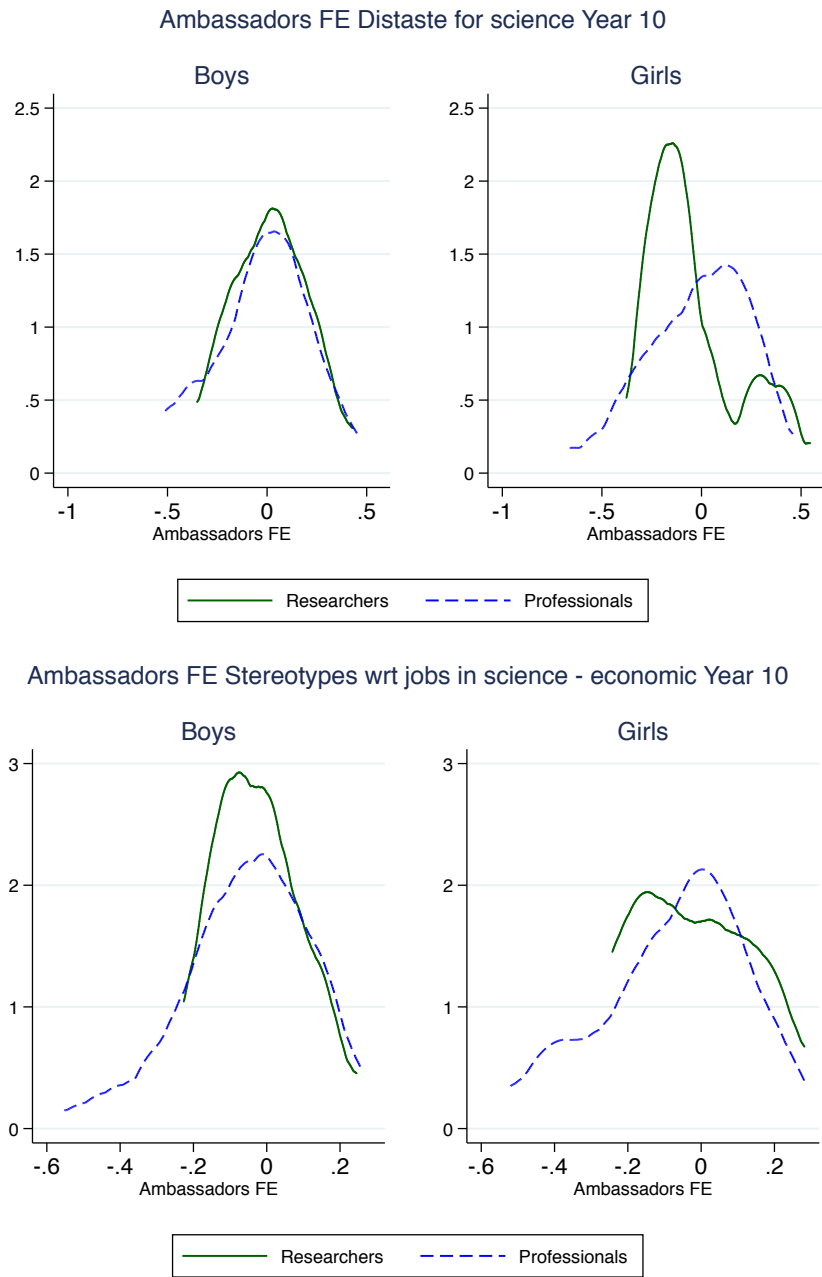 Ambassadors FE Distaste for science Year 10
Boys
Girls
2.5
2
1.5
1
.5
0
-1
-.5
0
.5
Ambassadors FE
2.5
2
1.5
1
.5
0
-1
-.5
0
.5
Ambassadors FE
Researchers
Professionals
Ambassadors FE Stereotypes wrt jobs in science - economic Year 10
Boys
Girls
3
2
1
0
-.6
-.4
-.2
0
.2
Ambassadors FE
3
2
1
0
-.6
-.4
-.2
0
.2
Ambassadors FE
Researchers
Professionals